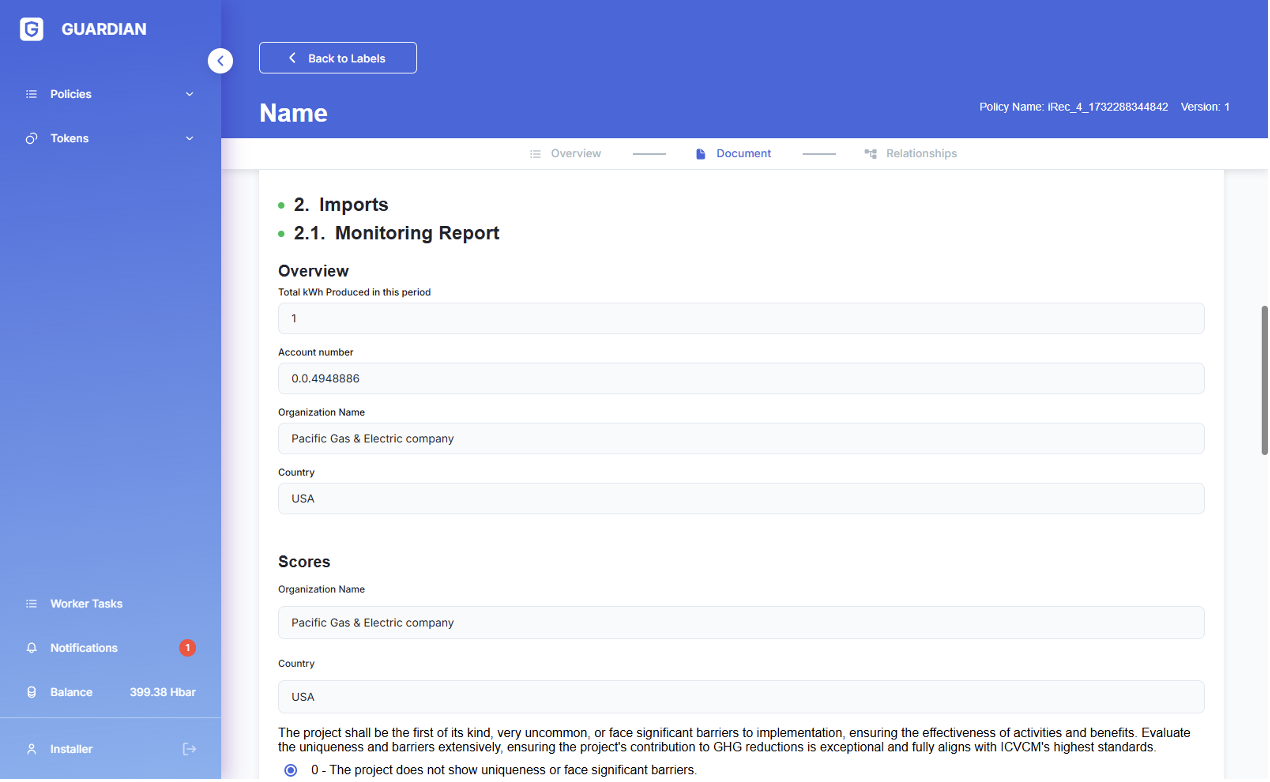 GUARDIAN
Policies
Tokens
Worker Tasks
Notifications 1
Balance 399.38 Hbar
Installer
Back to Labels
Name
Policy Name: iRec_4_1732288344842 Version: 1
Overview Document Relationships
2. Imports
2.1. Monitoring Report
Overview
Total kWh Produced in this period
1
Account number
0.0.4948886
Organization Name
Pacific Gas & Electric company
Country
USA
Scores
Organization Name
Pacific Gas & Electric company
Country
USA
The project shall be the first of its kind, very uncommon, or face significant barriers to implementation, ensuring the effectiveness of activities and benefits. Evaluate
the uniqueness and barriers extensively, ensuring the project's contribution to GHG reductions is exceptional and fully aligns with ICVCM's highest standards.
0 - The project does not show uniqueness or face significant barriers.